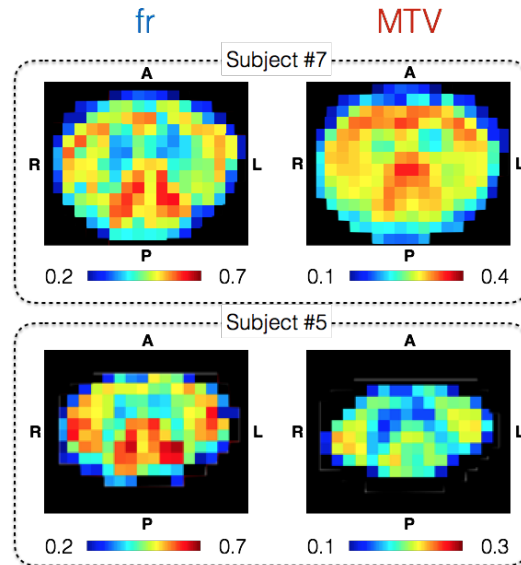 fr MTV
Subject #7
A A
R L R L
P P
0.2 0.7 0.1 0.4
Subject #5
A A
R L R L
P P
0.2 0.7 0.1 0.3